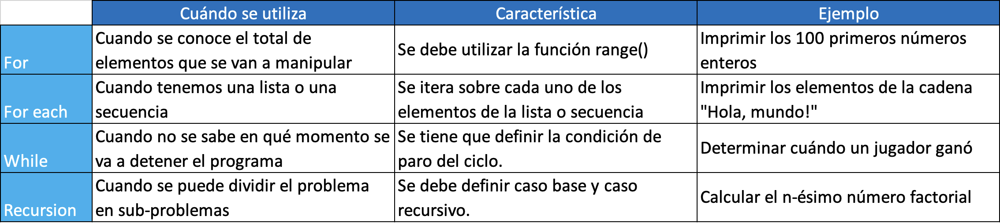 Cuándo se utiliza
Característica
Ejemplo
For
Cuando se conoce el total de
elementos que se van a manipular
Se debe utilizar la función range()
Imprimir los 100 primeros números
enteros
For each
Cuando tenemos una lista o una
secuencia
Se itera sobre cada uno de los
elementos de la lista o secuencia
Imprimir los elementos de la cadena
"Hola, mundo!"
While
Cuando no se sabe en qué momento se
va a detener el programa
Se tiene que definir la condición de
paro del ciclo.
Determinar cuándo un jugador ganó
Recursion
Cuando se puede dividir el problema
en sub-problemas
Se debe definir caso base y caso
recursivo.
Calcular el n-ésimo número factorial